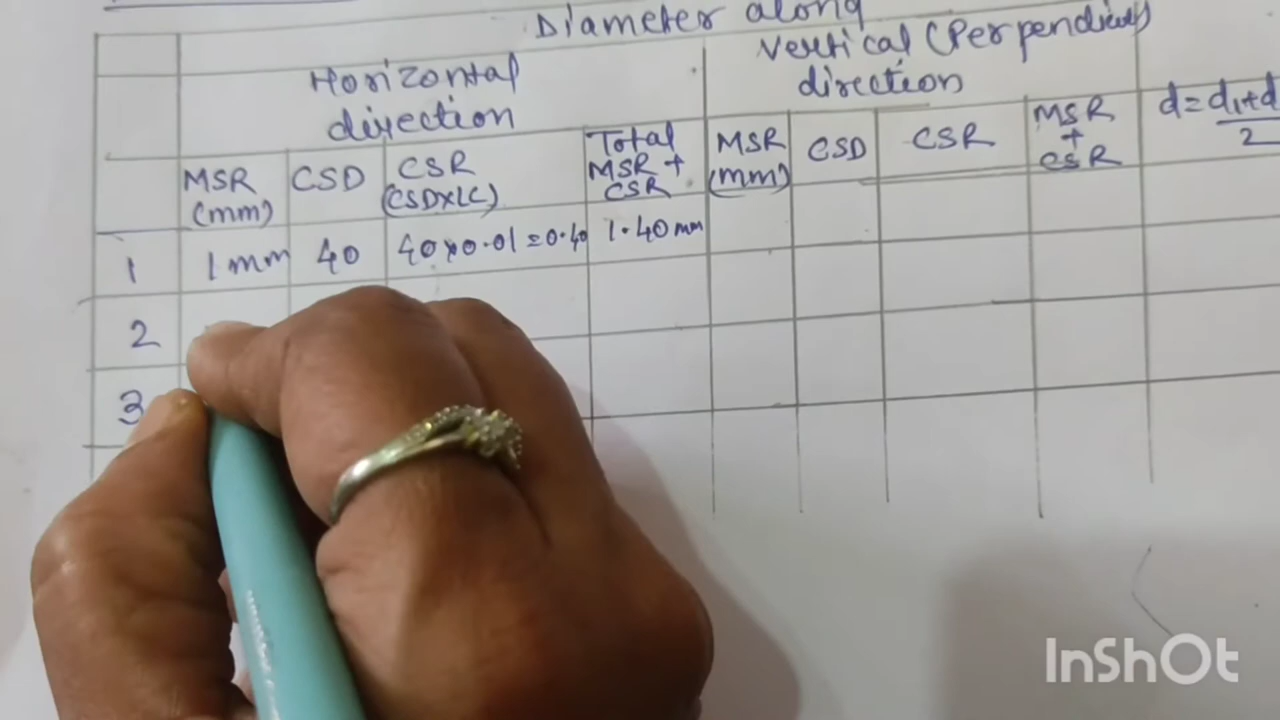 Diameter along
Horizontal
direction
Vertical (Perpendicular)
direction
MSR
(mm)
CSD
CSR
(CSD×LC)
Total
MSR +
CSR
MSR
(mm)
CSD
CSR
MSR
+
CSR
d = d1+d
2
1
1 mm
40
40×0.01=0.40
1.40 mm
2
3
InShOt